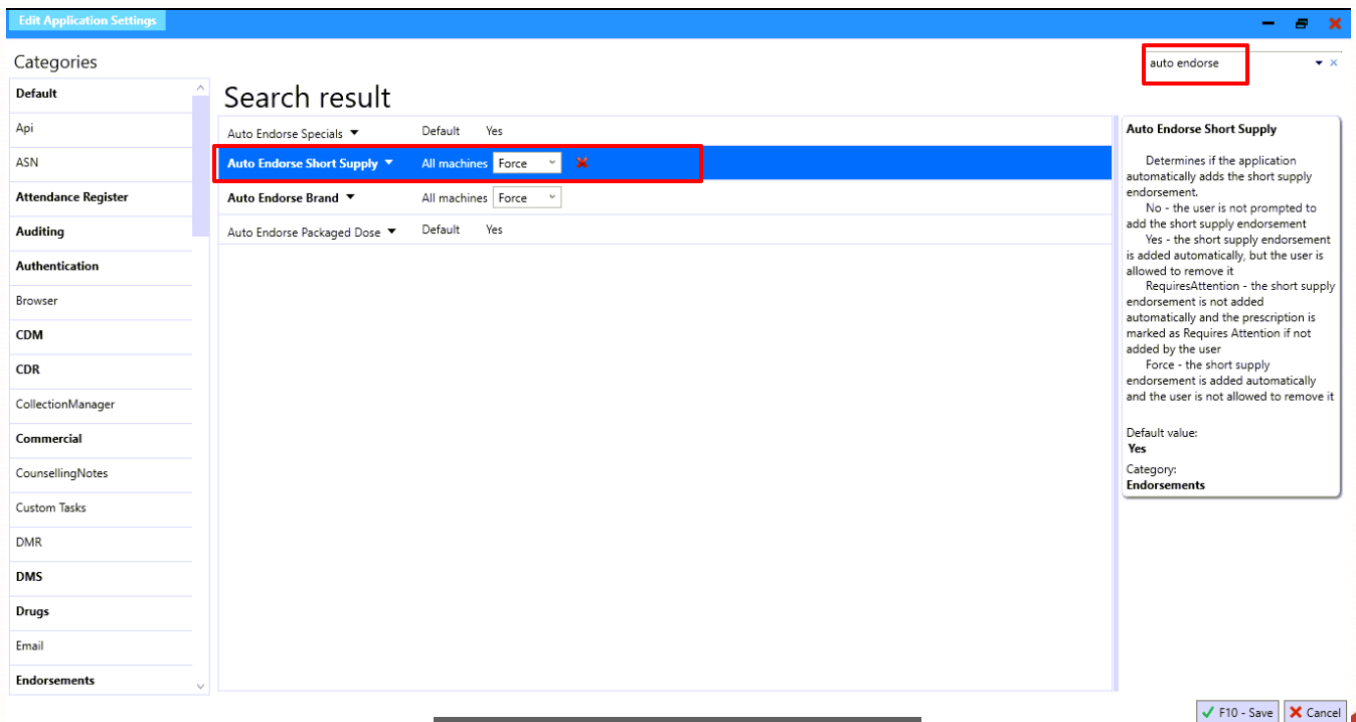 Edit Application Settings
Categories
auto endorse
Default
Api
ASN
Attendance Register
Auditing
Authentication
Browser
CDM
CDR
CollectionManager
Commercial
CounsellingNotes
Custom Tasks
DMR
DMS
Drugs
Email
Endorsements
Search result
Auto Endorse Specials Default Yes
Auto Endorse Short Supply All machines Force
Auto Endorse Brand All machines Force
Auto Endorse Packaged Dose Default Yes
Auto Endorse Short Supply
Determines if the application
automatically adds the short supply
endorsement.
No - the user is not prompted to
add the short supply endorsement
Yes - the short supply endorsement
is added automatically, but the user is
allowed to remove it
RequiresAttention - the short supply
endorsement is not added
automatically and the prescription is
marked as Requires Attention if not
added by the user
Force - the short supply
endorsement is added automatically
and the user is not allowed to remove it
Default value:
Yes
Category:
Endorsements
F10 - Save Cancel